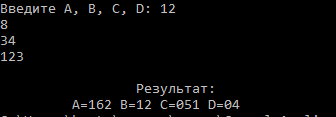 Введите A, B, C, D: 12
8
34
123
Результат:
A=162 B=12 C=051 D=04